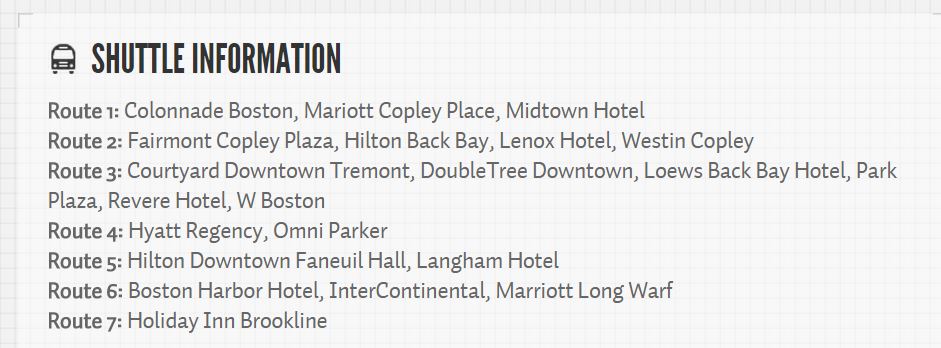 SHUTTLE INFORMATION
Route 1: Colonnade Boston, Mariott Copley Place, Midtown Hotel
Route 2: Fairmont Copley Plaza, Hilton Back Bay, Lenox Hotel, Westin Copley
Route 3: Courtyard Downtown Tremont, DoubleTree Downtown, Loews Back Bay Hotel, Park
Plaza, Revere Hotel, W Boston
Route 4: Hyatt Regency, Omni Parker
Route 5: Hilton Downtown Faneuil Hall, Langham Hotel
Route 6: Boston Harbor Hotel, InterContinental, Marriott Long Warf
Route 7: Holiday Inn Brookline